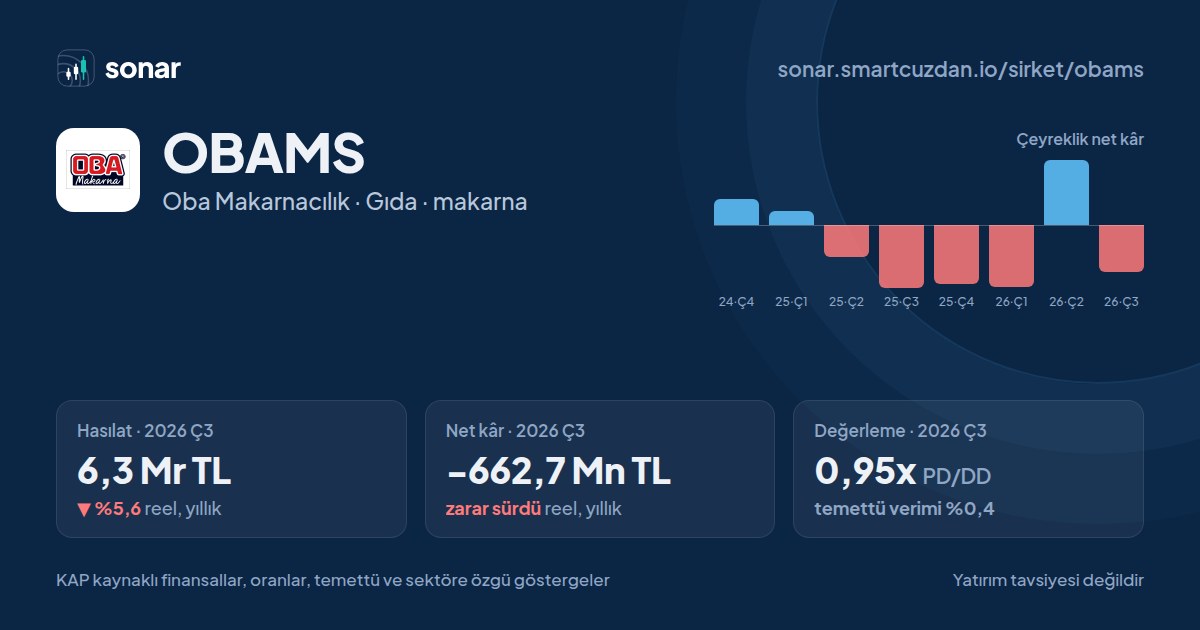 sonar
sonar.smartcuzdan.io/sirket/obams
OBA
Makarna
OBAMS
Oba Makarnacılık · Gıda · makarna
Çeyreklik net kâr
24·Ç4 25·Ç1 25·Ç2 25·Ç3 25·Ç4 26·Ç1 26·Ç2 26·Ç3
Hasılat · 2026 Ç3
6,3 Mr TL
▼ %5,6 reel, yıllık
Net kâr · 2026 Ç3
−662,7 Mn TL
zarar sürdü reel, yıllık
Değerleme · 2026 Ç3
0,95x PD/DD
temettü verimi %0,4
KAP kaynaklı finansallar, oranlar, temettü ve sektöre özgü göstergeler
Yatırım tavsiyesi değildir